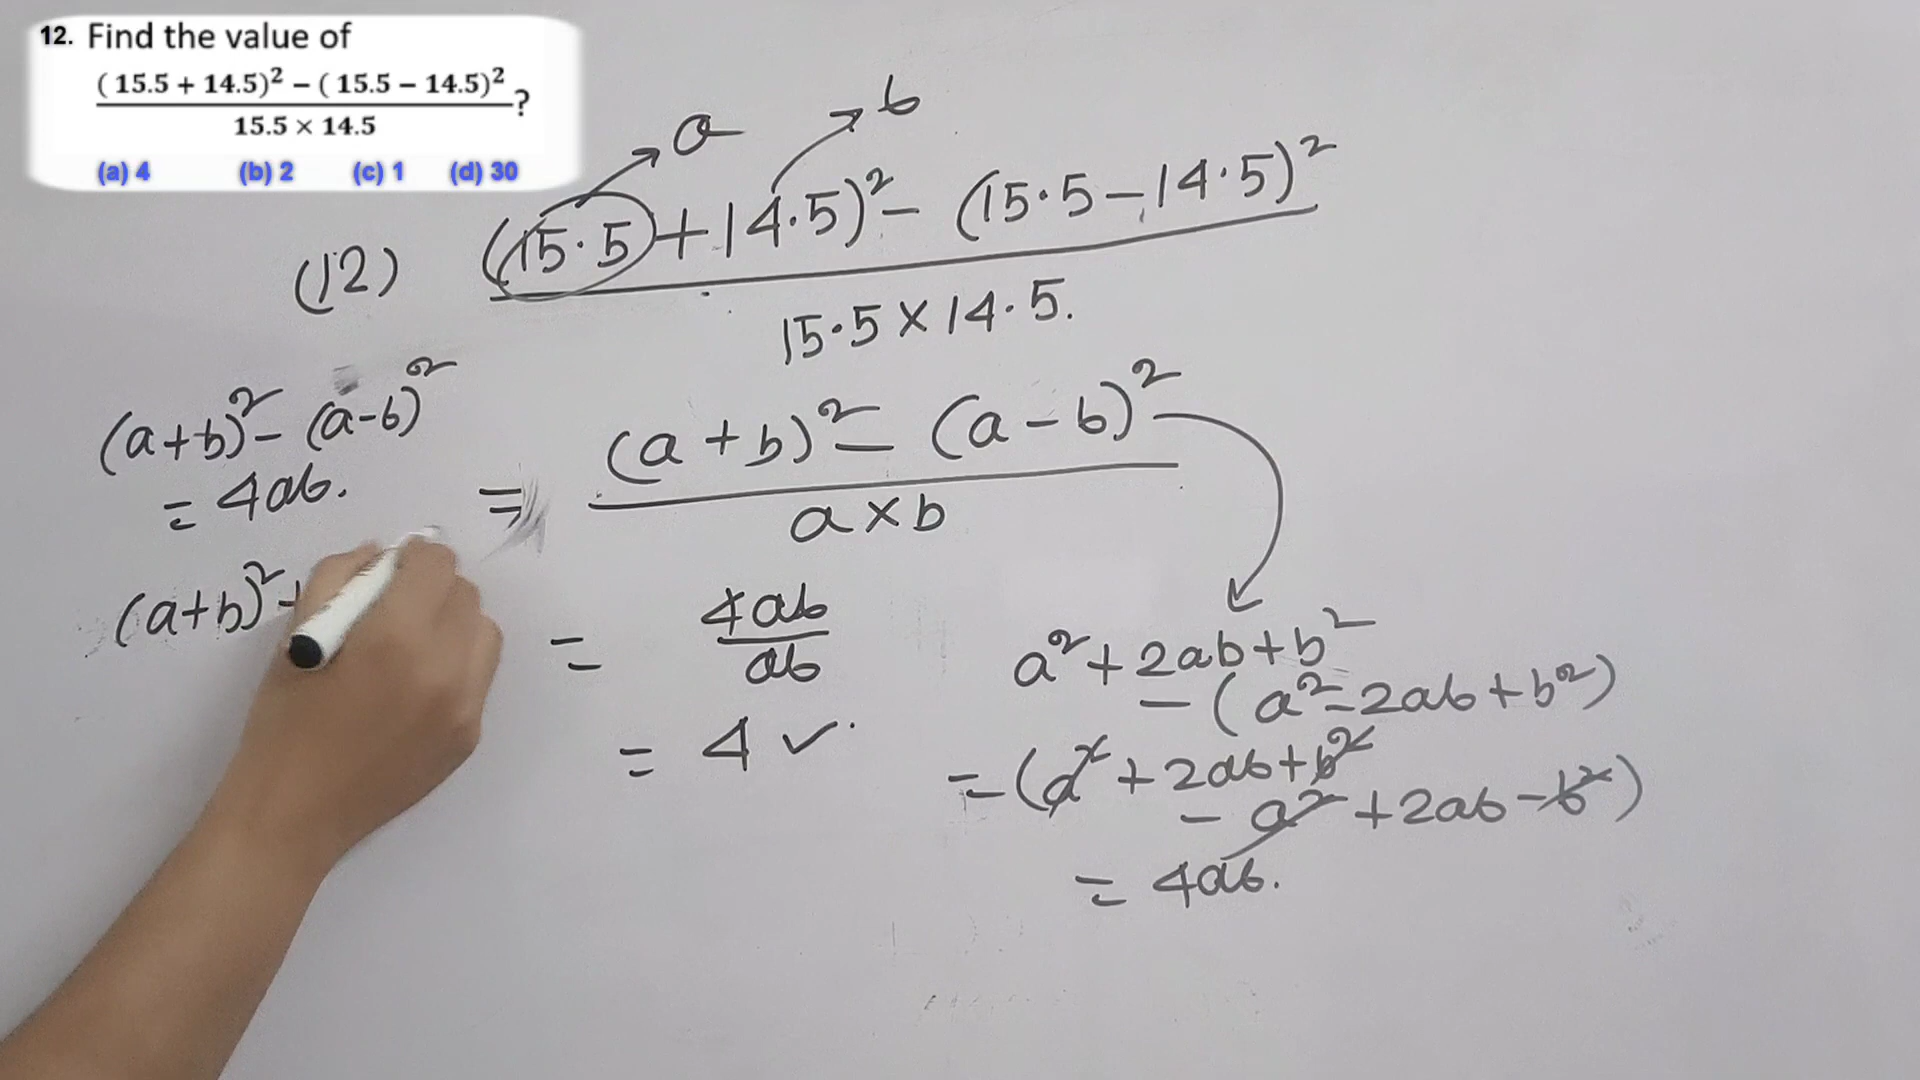 12. Find the value of
(15.5 + 14.5)² − (15.5 − 14.5)²
15.5 × 14.5
?
(a) 4 (b) 2 (c) 1 (d) 30
a
b
(12) (15.5+14.5)² − (15.5−14.5)²
15.5×14.5.
(a+b)² − (a-b)²
= 4ab.
(a+b)²
= (a+b)² − (a−b)²
a×b
= 4ab
ab
= 4 ✓
a²+2ab+b²
−(a²−2ab+b²)
= (a²+2ab+b²
− a²+2ab−b²)
= 4ab.